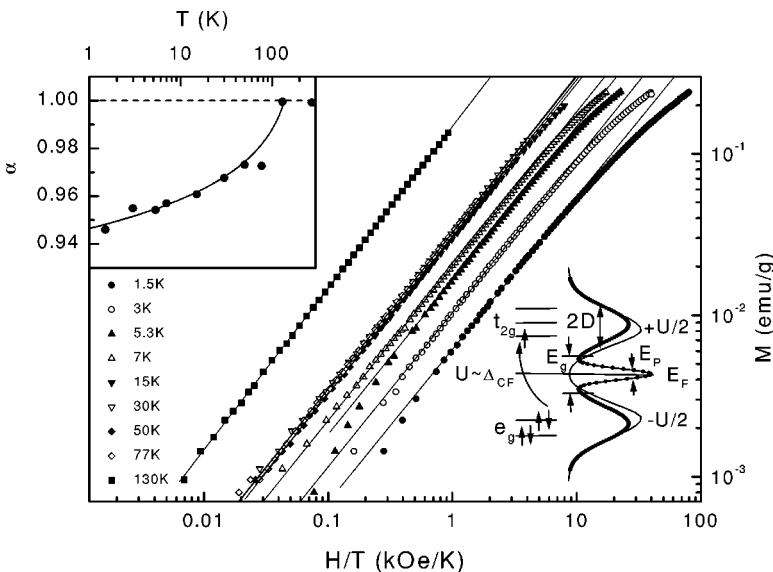 T (K)
1 10 100
1.00
0.98
0.96
0.94
α
1.5K
3K
5.3K
7K
15K
30K
50K
77K
130K
t2g
2D
+U/2
Eg
EP
U~ΔCF
EF
eg
-U/2
10⁻¹
10⁻²
10⁻³
M (emu/g)
0.01 0.1 1 10 100
H/T (kOe/K)